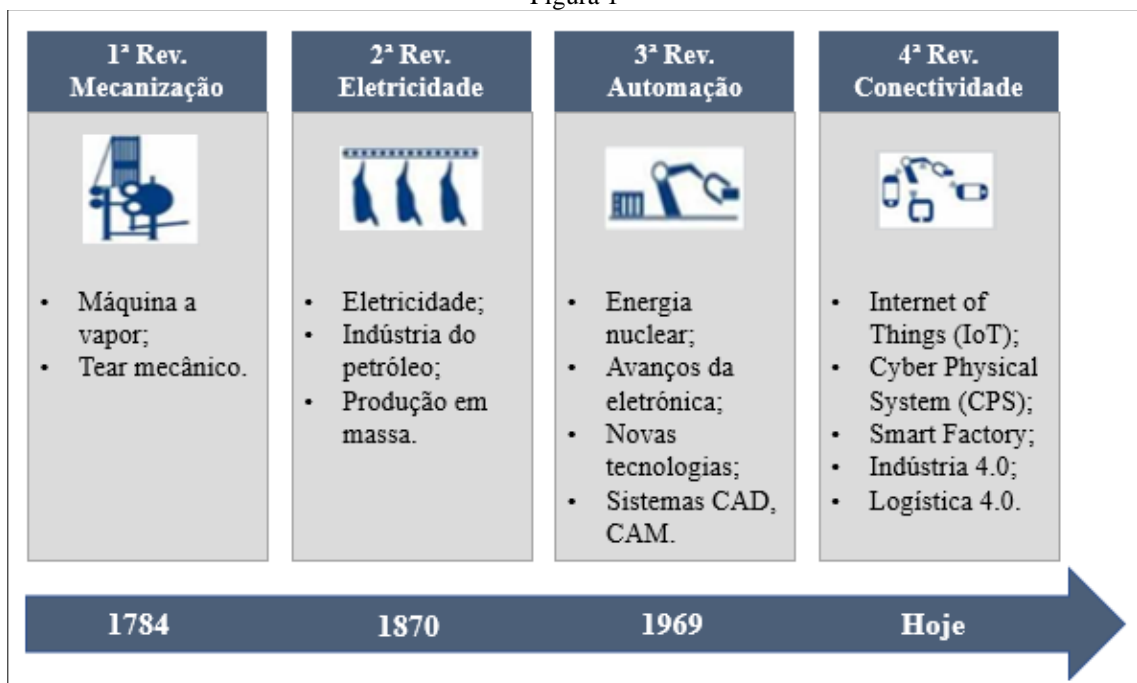 Figura 1
1ª Rev.
Mecanização
Máquina a
vapor;
Tear mecânico.
2ª Rev.
Eletricidade
Eletricidade;
Indústria do
petróleo;
Produção em
massa.
3ª Rev.
Automação
Energia
nuclear;
Avanços da
eletrónica;
Novas
tecnologias;
Sistemas CAD,
CAM.
4ª Rev.
Conectividade
Internet of
Things (IoT);
Cyber Physical
System (CPS);
Smart Factory;
Indústria 4.0;
Logística 4.0.
1784
1870
1969
Hoje